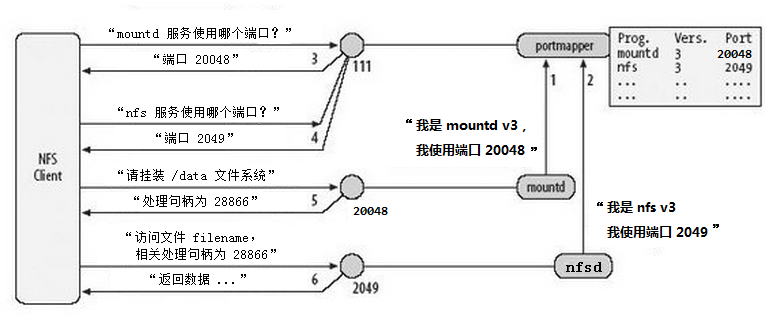 “mountd 服务使用哪个端口？”
“端口 20048”
3
111
portmapper
Prog. Vers. Port
mountd 3 20048
nfs 3 2049
... .. ....
... .. ....
1
2
“nfs 服务使用哪个端口？”
“端口 2049”
4
“我是 mountd v3，
我使用端口 20048 ”
NFS
Client
“请挂装 /data 文件系统”
“处理句柄为 28866”
5
20048
mountd
“ 我是 nfs v3
我使用端口 2049 ”
“访问文件 filename，
相关处理句柄为 28866”
“返回数据 ...”
6
2049
nfsd